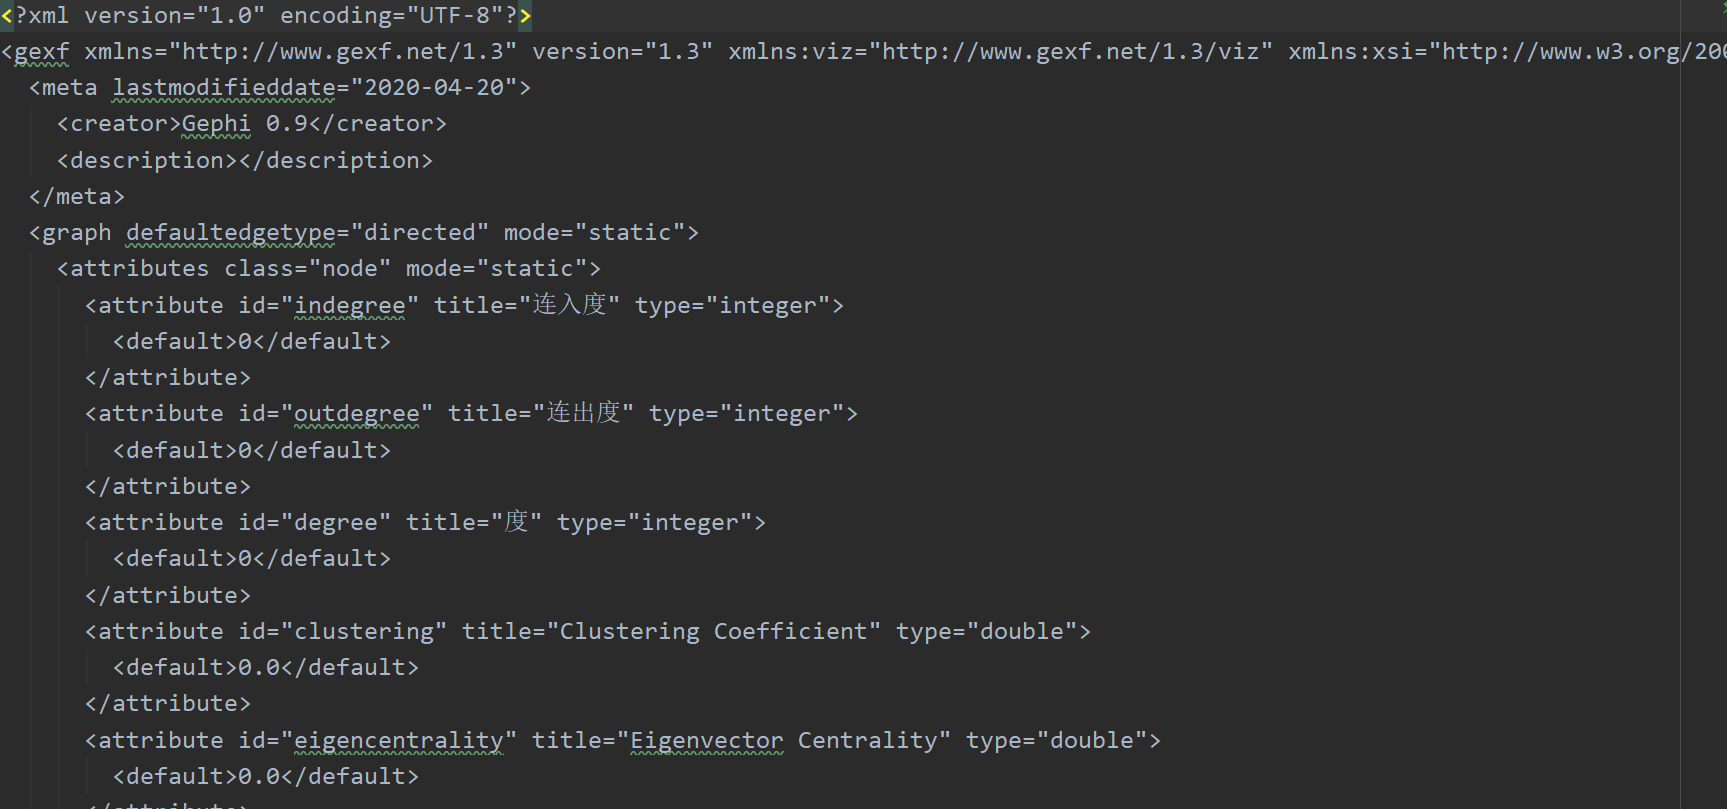 <?xml version="1.0" encoding="UTF-8"?>
<gexf xmlns="http://www.gexf.net/1.3" version="1.3" xmlns:viz="http://www.gexf.net/1.3/viz" xmlns:xsi="http://www.w3.org/200
<meta lastmodifieddate="2020-04-20">
<creator>Gephi 0.9</creator>
<description></description>
</meta>
<graph defaultedgetype="directed" mode="static">
<attributes class="node" mode="static">
<attribute id="indegree" title="连入度" type="integer">
<default>0</default>
</attribute>
<attribute id="outdegree" title="连出度" type="integer">
<default>0</default>
</attribute>
<attribute id="degree" title="度" type="integer">
<default>0</default>
</attribute>
<attribute id="clustering" title="Clustering Coefficient" type="double">
<default>0.0</default>
</attribute>
<attribute id="eigencentrality" title="Eigenvector Centrality" type="double">
<default>0.0</default>
</attribute>